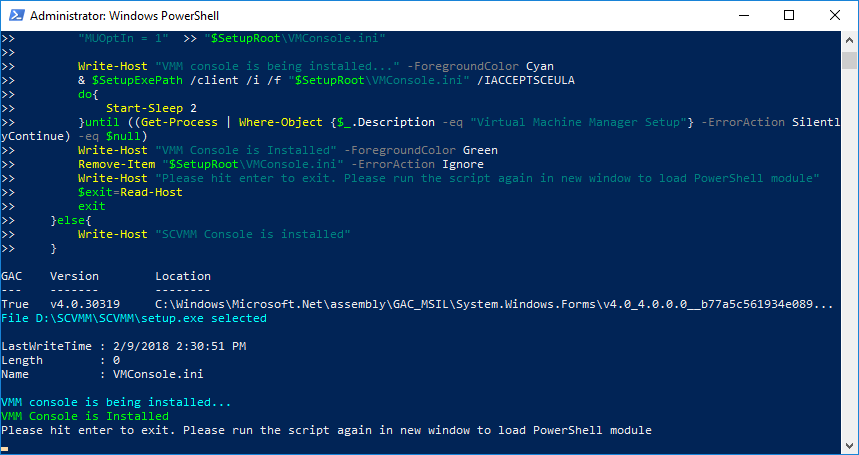 Administrator: Windows PowerShell
>>         "MUOptIn = 1"  >> "$SetupRoot\VMConsole.ini"
>>
>>         Write-Host "VMM console is being installed..." -ForegroundColor Cyan
>>         & $SetupExePath /client /i /f "$SetupRoot\VMConsole.ini" /IACCEPTSCEULA
>>         do{
>>             Start-Sleep 2
>>         }until ((Get-Process | Where-Object {$_.Description -eq "Virtual Machine Manager Setup"} -ErrorAction Silentl
yContinue) -eq $null)
>>         Write-Host "VMM Console is Installed" -ForegroundColor Green
>>         Remove-Item "$SetupRoot\VMConsole.ini" -ErrorAction Ignore
>>         Write-Host "Please hit enter to exit. Please run the script again in new window to load PowerShell module"
>>         $exit=Read-Host
>>         exit
>>     }else{
>>         Write-Host "SCVMM Console is installed"
>>     }
GAC    Version        Location
---    -------        --------
True   v4.0.30319     C:\Windows\Microsoft.Net\assembly\GAC_MSIL\System.Windows.Forms\v4.0_4.0.0.0__b77a5c561934e089...
File D:\SCVMM\SCVMM\setup.exe selected
LastWriteTime : 2/9/2018 2:30:51 PM
Length        : 0
Name          : VMConsole.ini
VMM console is being installed...
VMM Console is Installed
Please hit enter to exit. Please run the script again in new window to load PowerShell module